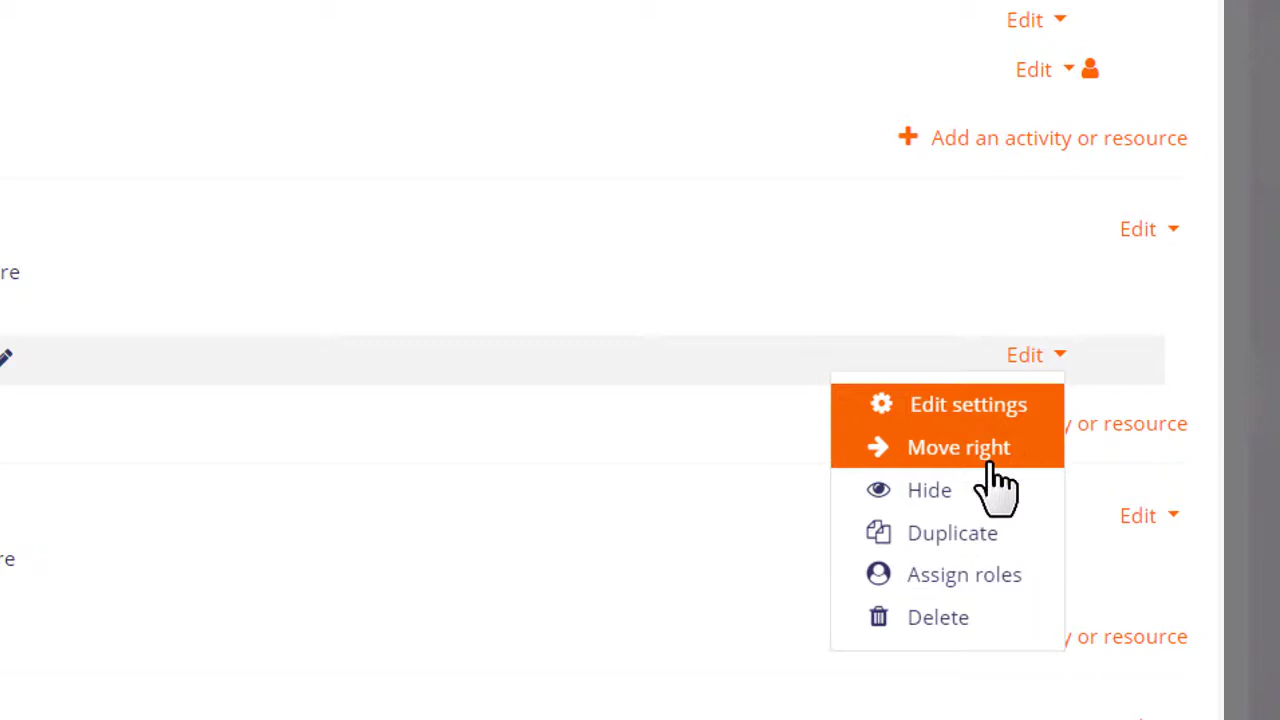 Edit
Edit
Add an activity or resource
Edit
re
Edit
Edit settings
y or resource
Move right
Hide
Edit
Duplicate
re
Assign roles
Delete
y or resource